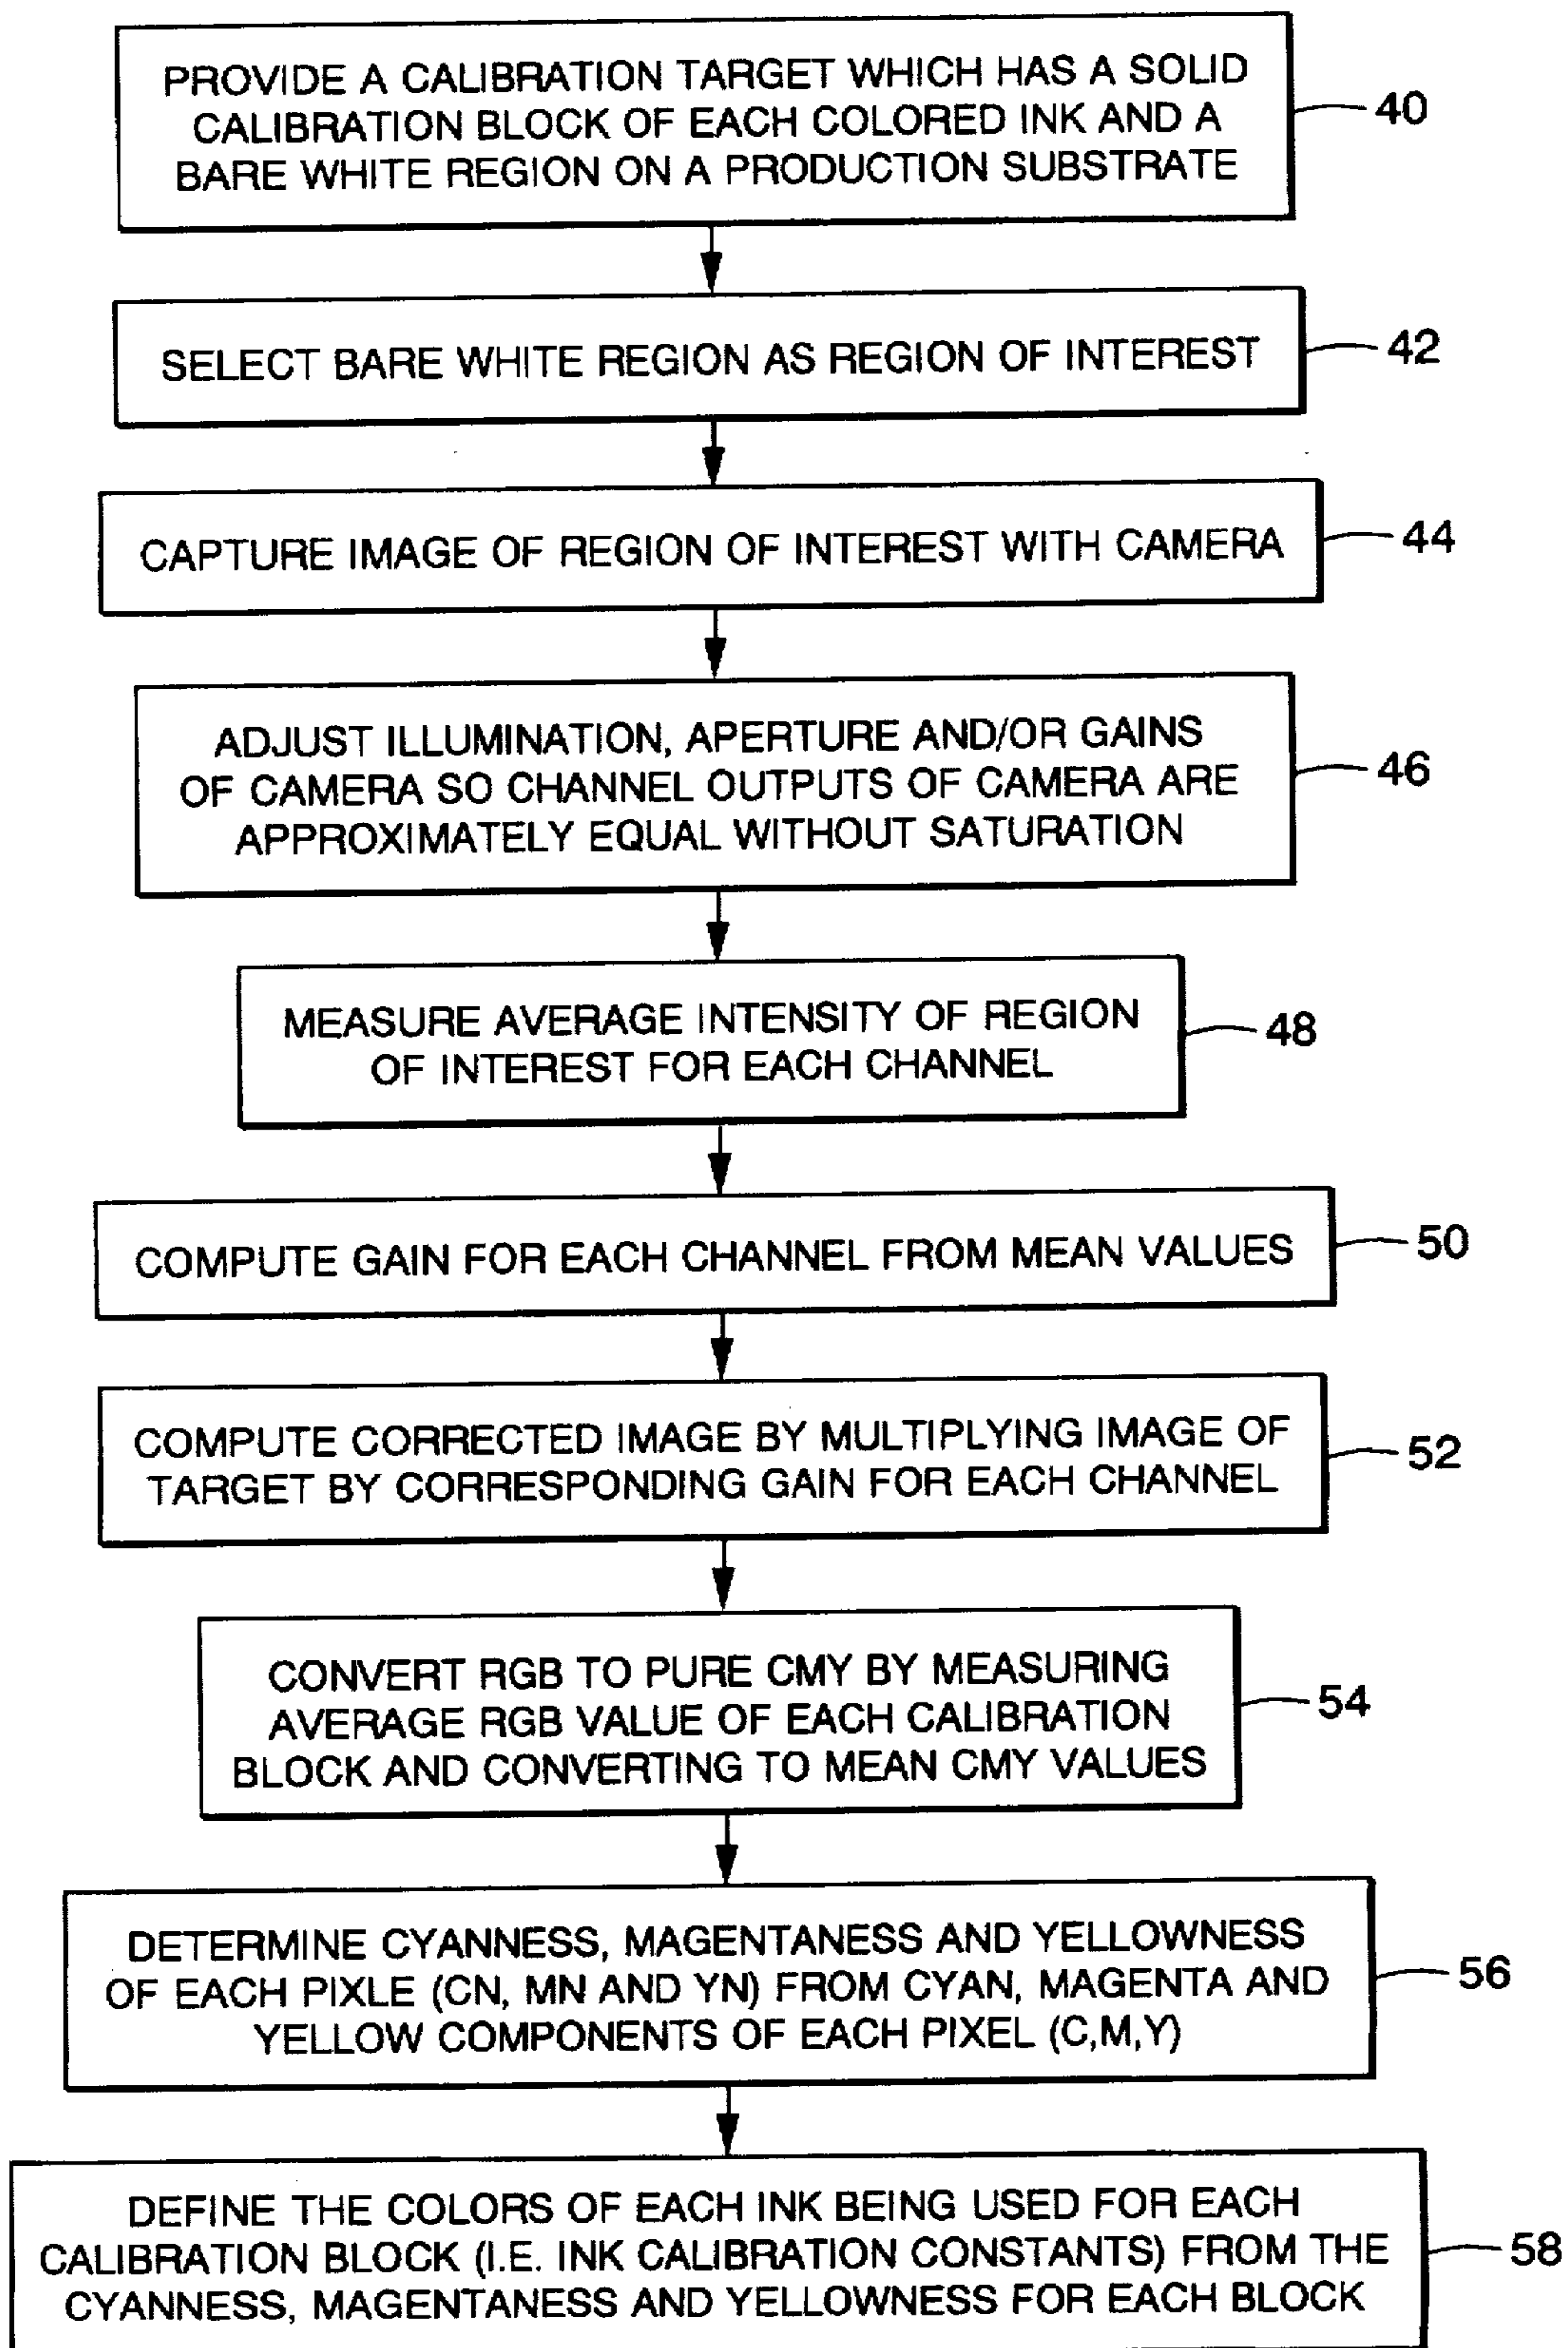 PROVIDE A CALIBRATION TARGET WHICH HAS A SOLID
CALIBRATION BLOCK OF EACH COLORED INK AND A
BARE WHITE REGION ON A PRODUCTION SUBSTRATE
40
SELECT BARE WHITE REGION AS REGION OF INTEREST
42
CAPTURE IMAGE OF REGION OF INTEREST WITH CAMERA
44
ADJUST ILLUMINATION, APERTURE AND/OR GAINS
OF CAMERA SO CHANNEL OUTPUTS OF CAMERA ARE
APPROXIMATELY EQUAL WITHOUT SATURATION
46
MEASURE AVERAGE INTENSITY OF REGION
OF INTEREST FOR EACH CHANNEL
48
COMPUTE GAIN FOR EACH CHANNEL FROM MEAN VALUES
50
COMPUTE CORRECTED IMAGE BY MULTIPLYING IMAGE OF
TARGET BY CORRESPONDING GAIN FOR EACH CHANNEL
52
CONVERT RGB TO PURE CMY BY MEASURING
AVERAGE RGB VALUE OF EACH CALIBRATION
BLOCK AND CONVERTING TO MEAN CMY VALUES
54
DETERMINE CYANNESS, MAGENTANESS AND YELLOWNESS
OF EACH PIXLE (CN, MN AND YN) FROM CYAN, MAGENTA AND
YELLOW COMPONENTS OF EACH PIXEL (C,M,Y)
56
DEFINE THE COLORS OF EACH INK BEING USED FOR EACH
CALIBRATION BLOCK (I.E. INK CALIBRATION CONSTANTS) FROM THE
CYANNESS, MAGENTANESS AND YELLOWNESS FOR EACH BLOCK
58